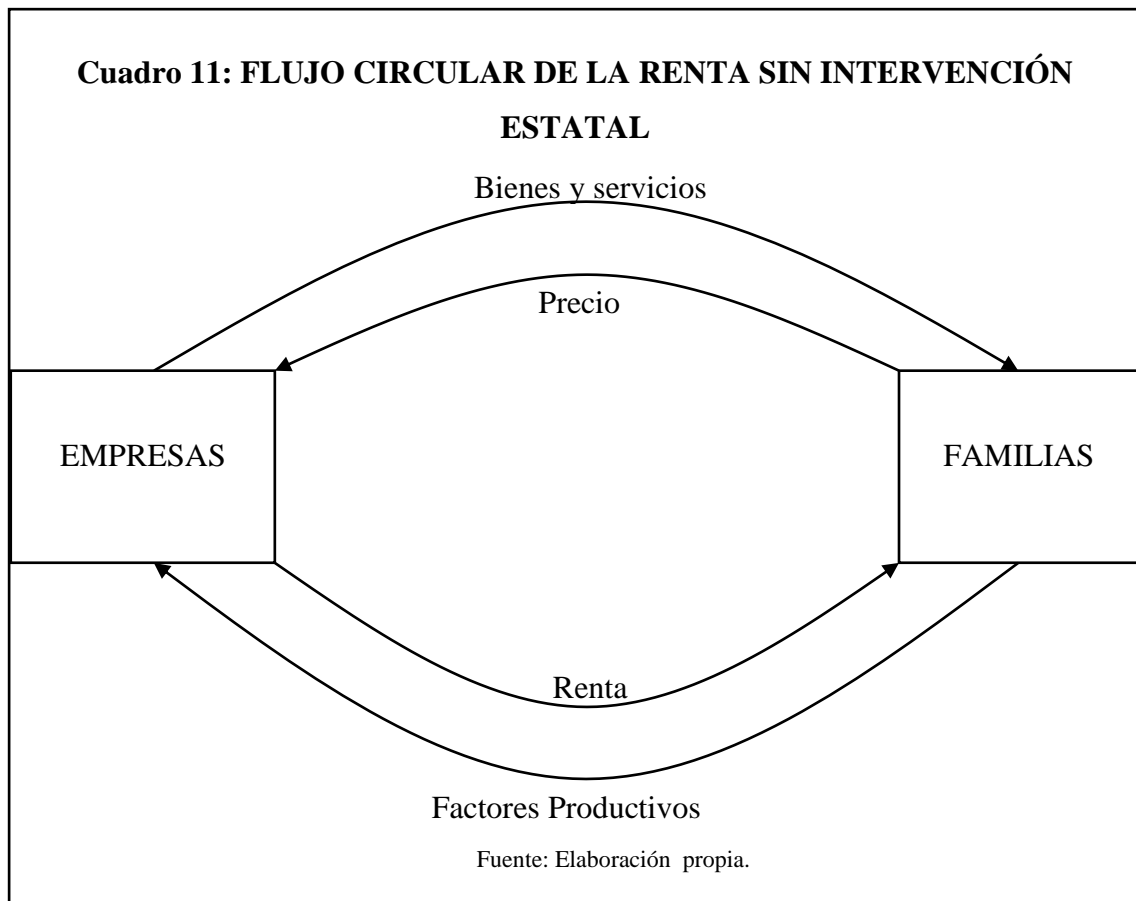 Cuadro 11: FLUJO CIRCULAR DE LA RENTA SIN INTERVENCIÓN
ESTATAL
Bienes y servicios
Precio
EMPRESAS
FAMILIAS
Renta
Factores Productivos
Fuente: Elaboración propia.